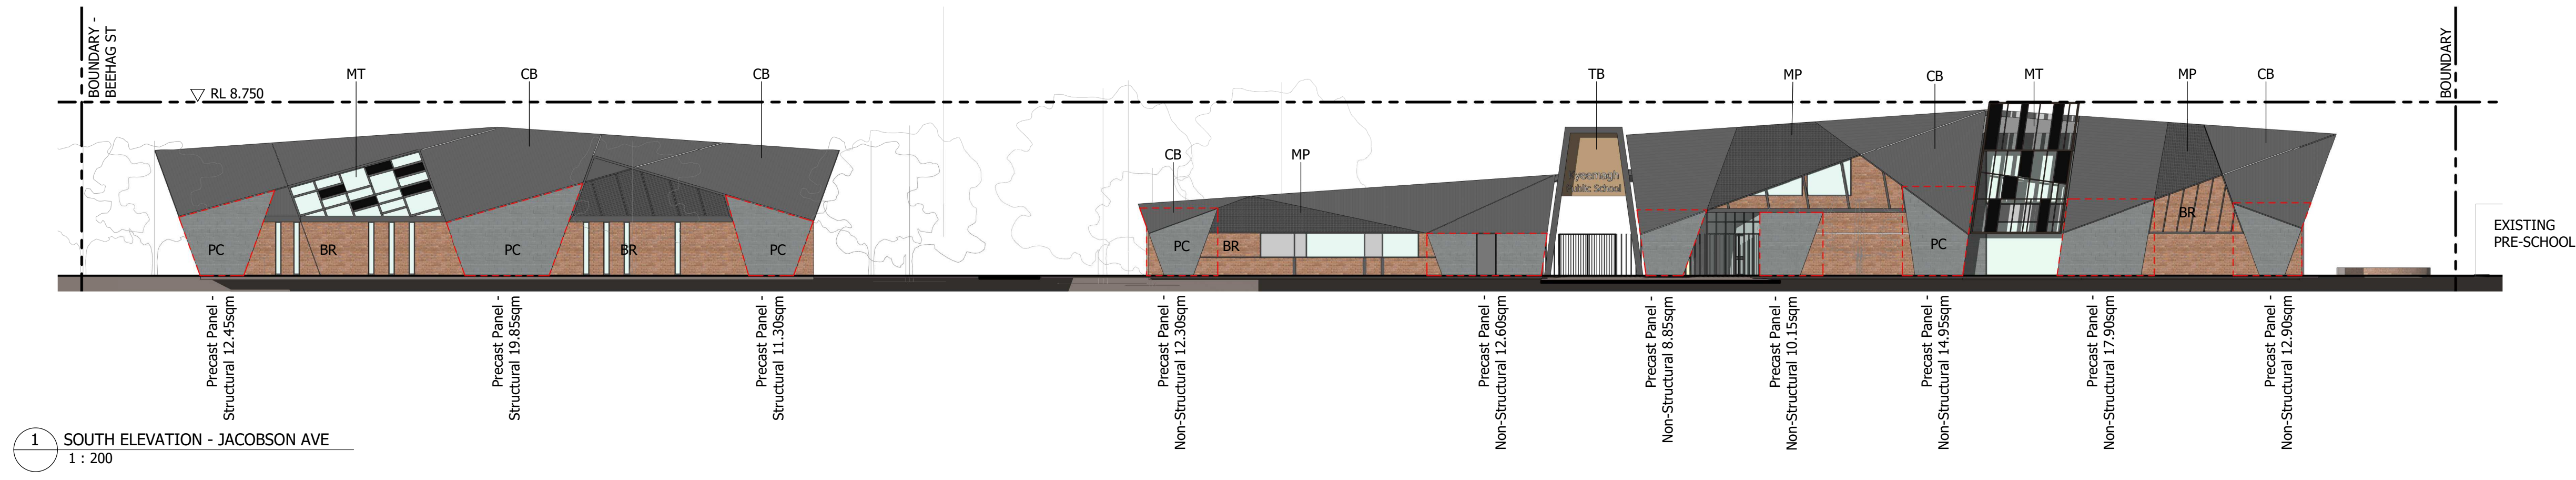 BOUNDARY -
BEEHAG ST
RL 8.750
MT
CB
CB
CB
MP
TB
MP
CB
MT
MP
CB
BOUNDARY
Nyeemagh
Public School
PC
BR
PC
BR
PC
PC
BR
PC
BR
EXISTING
PRE-SCHOOL
Precast Panel -
Structural 12.45sqm
Precast Panel -
Structural 19.85sqm
Precast Panel -
Structural 11.30sqm
Precast Panel -
Non-Structural 12.30sqm
Precast Panel -
Non-Structural 12.60sqm
Precast Panel -
Non-Structural 8.85sqm
Precast Panel -
Non-Structural 10.15sqm
Precast Panel -
Non-Structural 14.95sqm
Precast Panel -
Non-Structural 17.90sqm
Precast Panel -
Non-Structural 12.90sqm
1
SOUTH ELEVATION - JACOBSON AVE
1 : 200